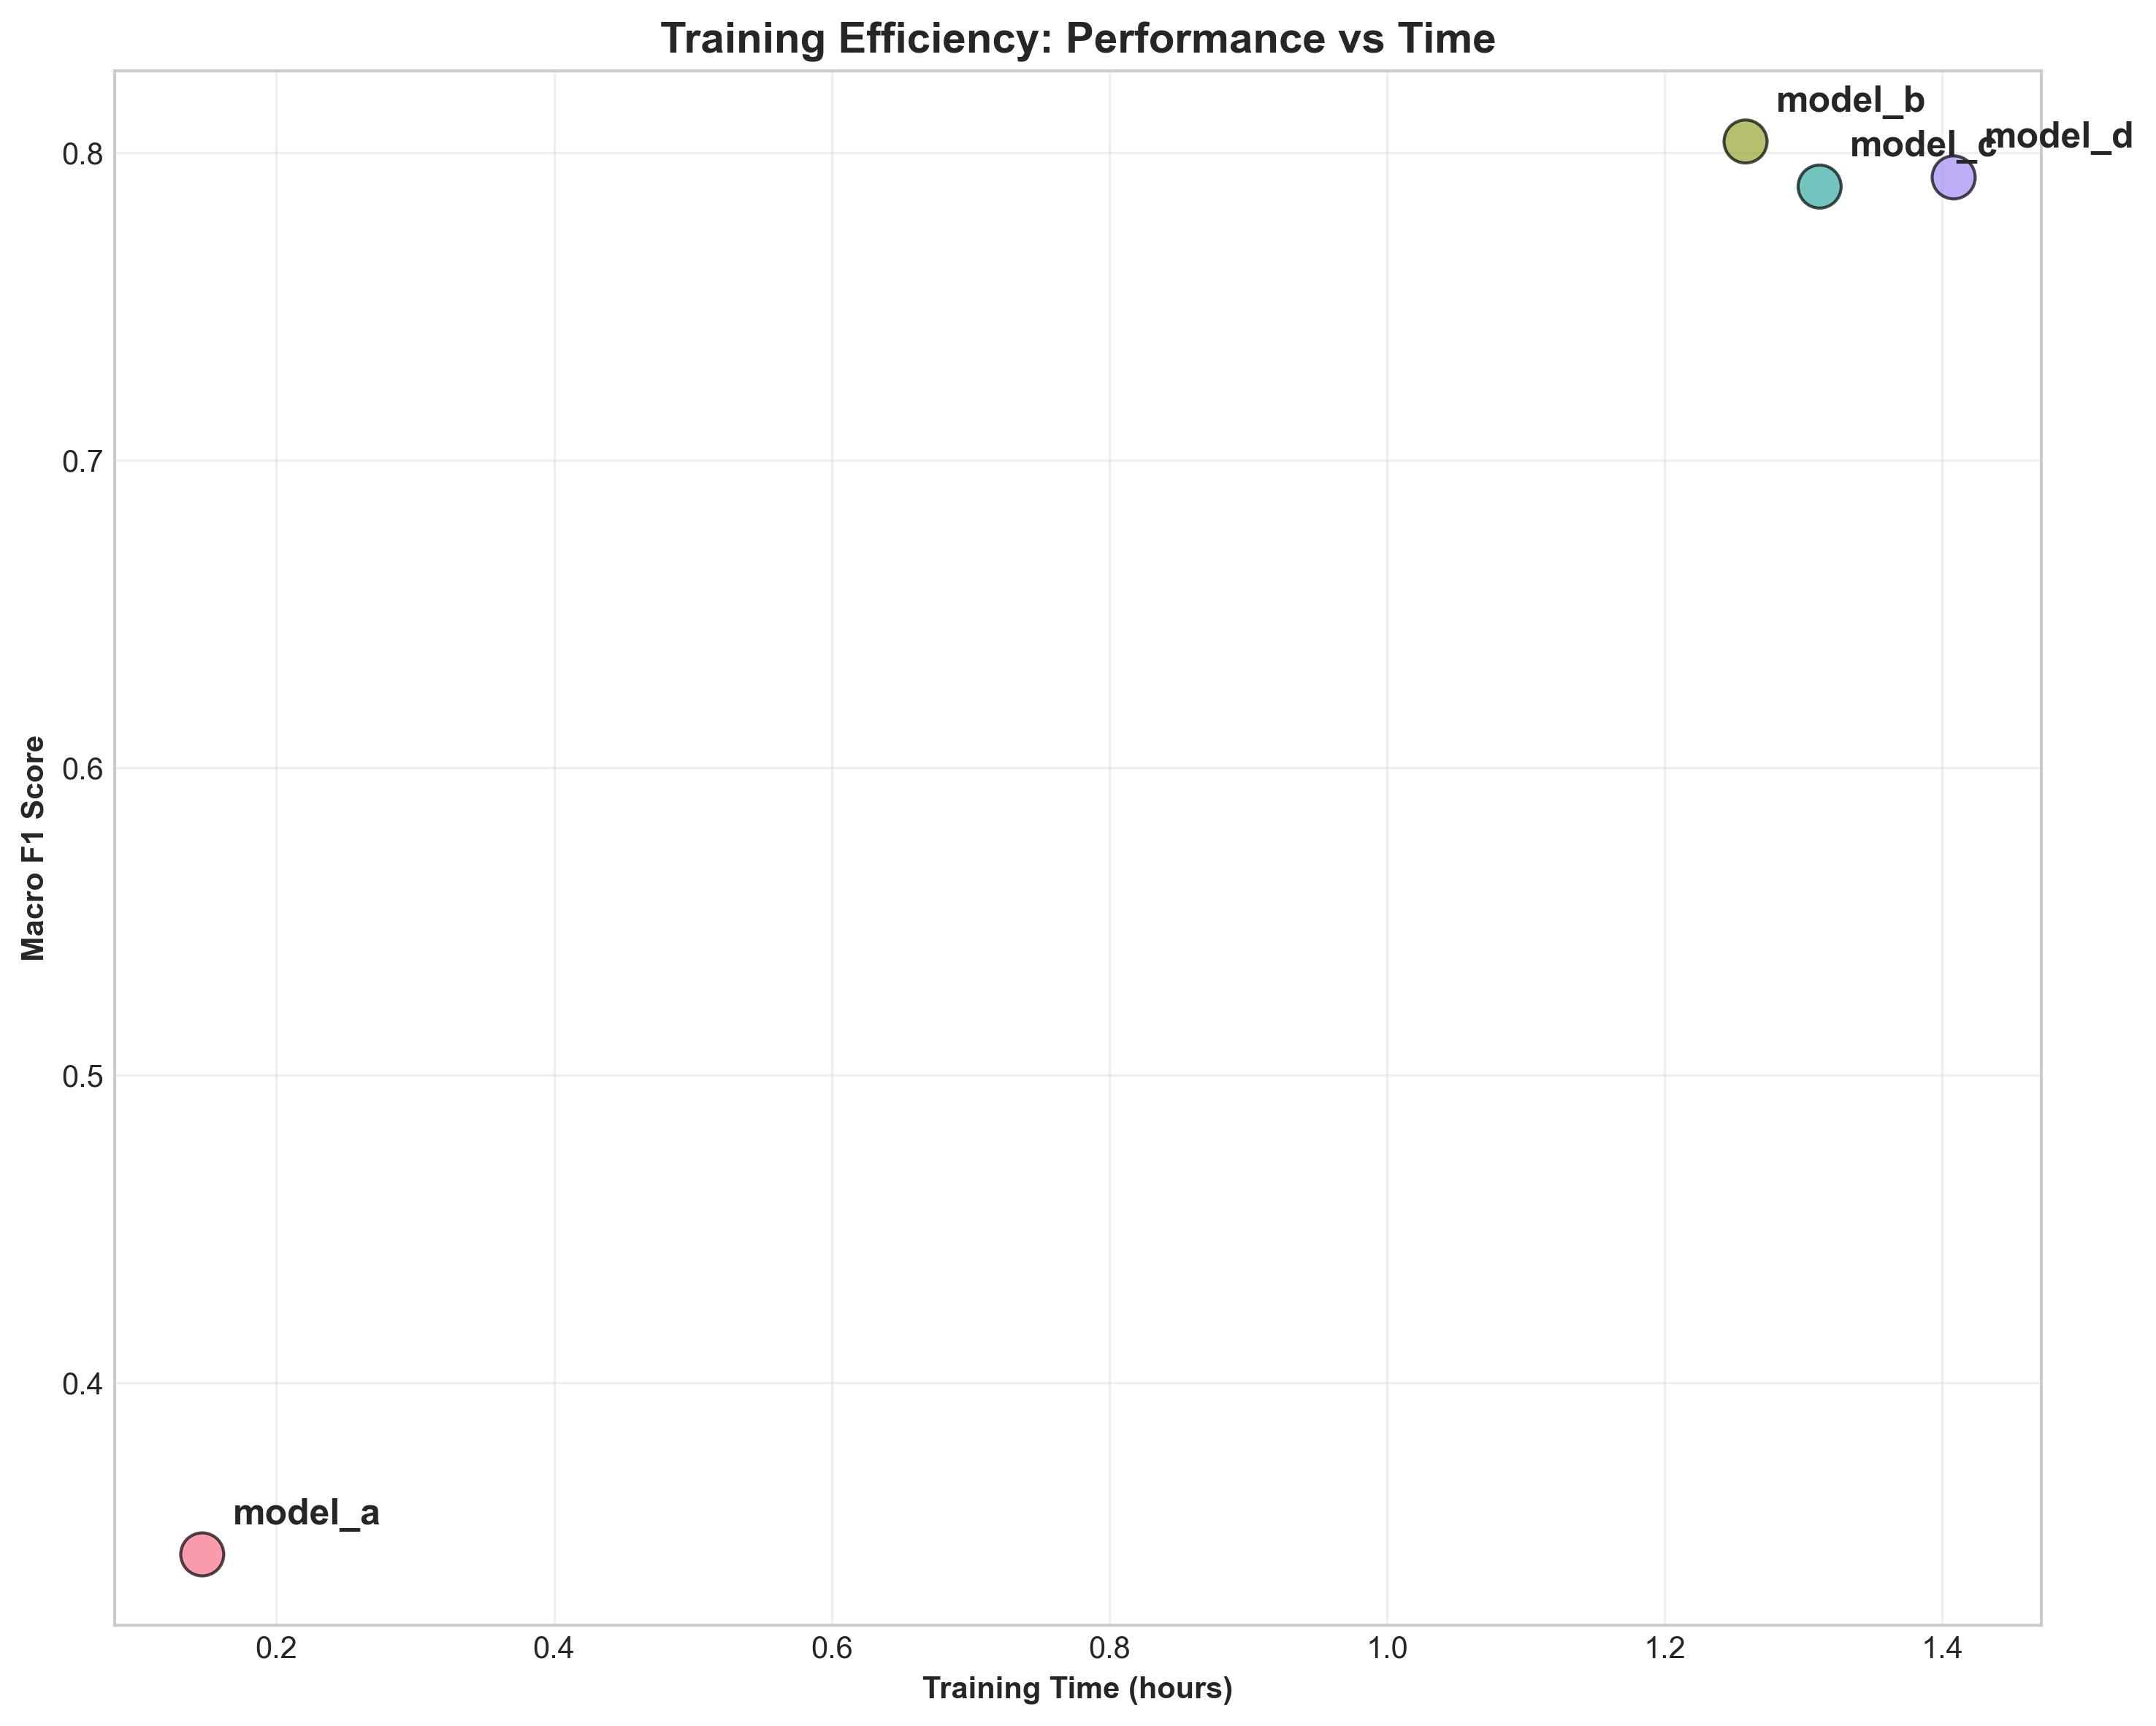 Training Efficiency: Performance vs Time
model_b
model_d
model_c
0.8
0.7
0.6
0.5
0.4
Macro F1 Score
model_a
0.2 0.4 0.6 0.8 1.0 1.2 1.4
Training Time (hours)